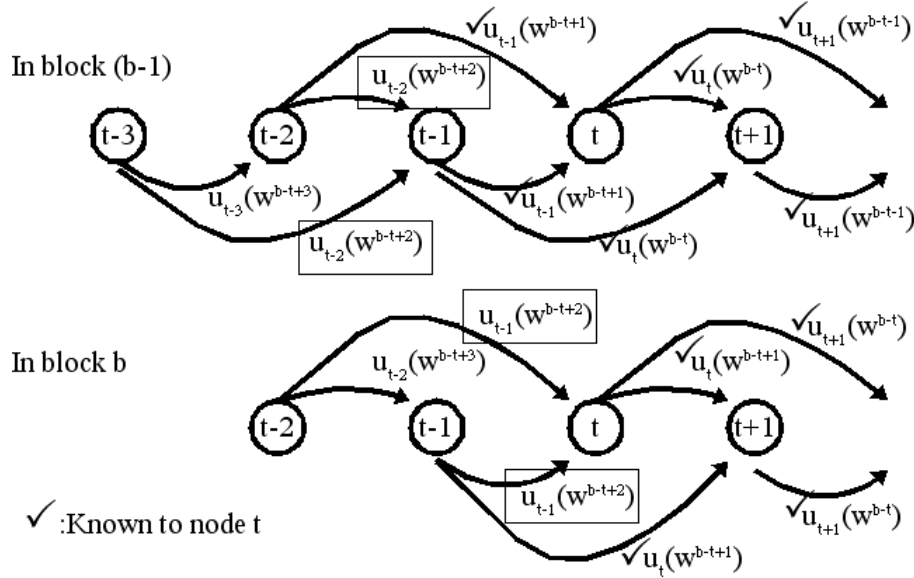 ✓u_{t-1}(w^{b-t+1})
✓u_{t+1}(w^{b-t-1})
In block (b-1)
u_{t-2}(w^{b-t+2})
✓u_t(w^{b-t})
t-3
t-2
t-1
t
t+1
u_{t-3}(w^{b-t+3})
✓u_{t-1}(w^{b-t+1})
✓u_{t+1}(w^{b-t-1})
u_{t-2}(w^{b-t+2})
✓u_t(w^{b-t})
u_{t-1}(w^{b-t+2})
✓u_{t+1}(w^{b-t})
In block b
u_{t-2}(w^{b-t+3})
✓u_t(w^{b-t+1})
t-2
t-1
t
t+1
u_{t-1}(w^{b-t+2})
✓u_{t+1}(w^{b-t})
✓ :Known to node t
✓u_t(w^{b-t+1})